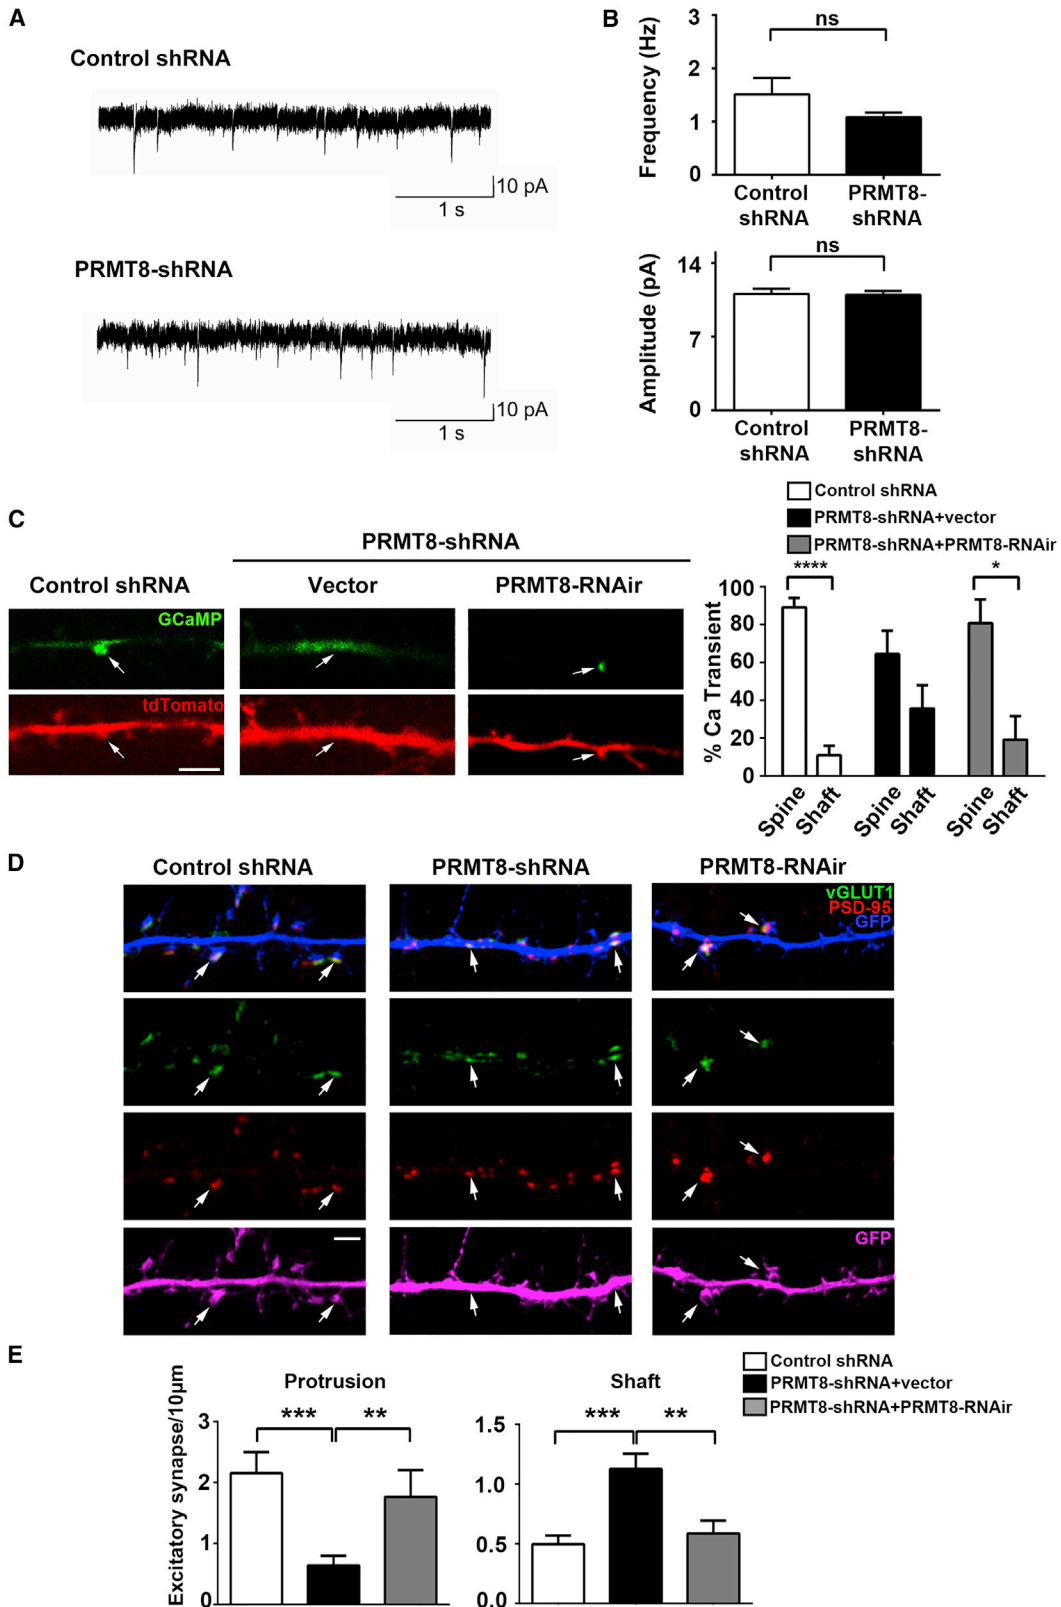 A
Control shRNA
10 pA
1 s
PRMT8-shRNA
10 pA
1 s
B
Frequency (Hz)
3
2
1
0
ns
Control shRNA
PRMT8-shRNA
Amplitude (pA)
14
7
0
ns
Control shRNA
PRMT8-shRNA
C
PRMT8-shRNA
Control shRNA
Vector
PRMT8-RNAir
GCaMP
tdTomato
Control shRNA
PRMT8-shRNA+vector
PRMT8-shRNA+PRMT8-RNAir
% Ca Transient
100
80
60
40
20
0
****
*
Spine
Shaft
Spine
Shaft
Spine
Shaft
D
Control shRNA
PRMT8-shRNA
PRMT8-RNAir
vGLUT1
PSD-95
GFP
GFP
E
Control shRNA
PRMT8-shRNA+vector
PRMT8-shRNA+PRMT8-RNAir
Protrusion
Excitatory synapse/10μm
3
2
1
0
***
**
Shaft
1.5
1.0
0.5
0.0
***
**